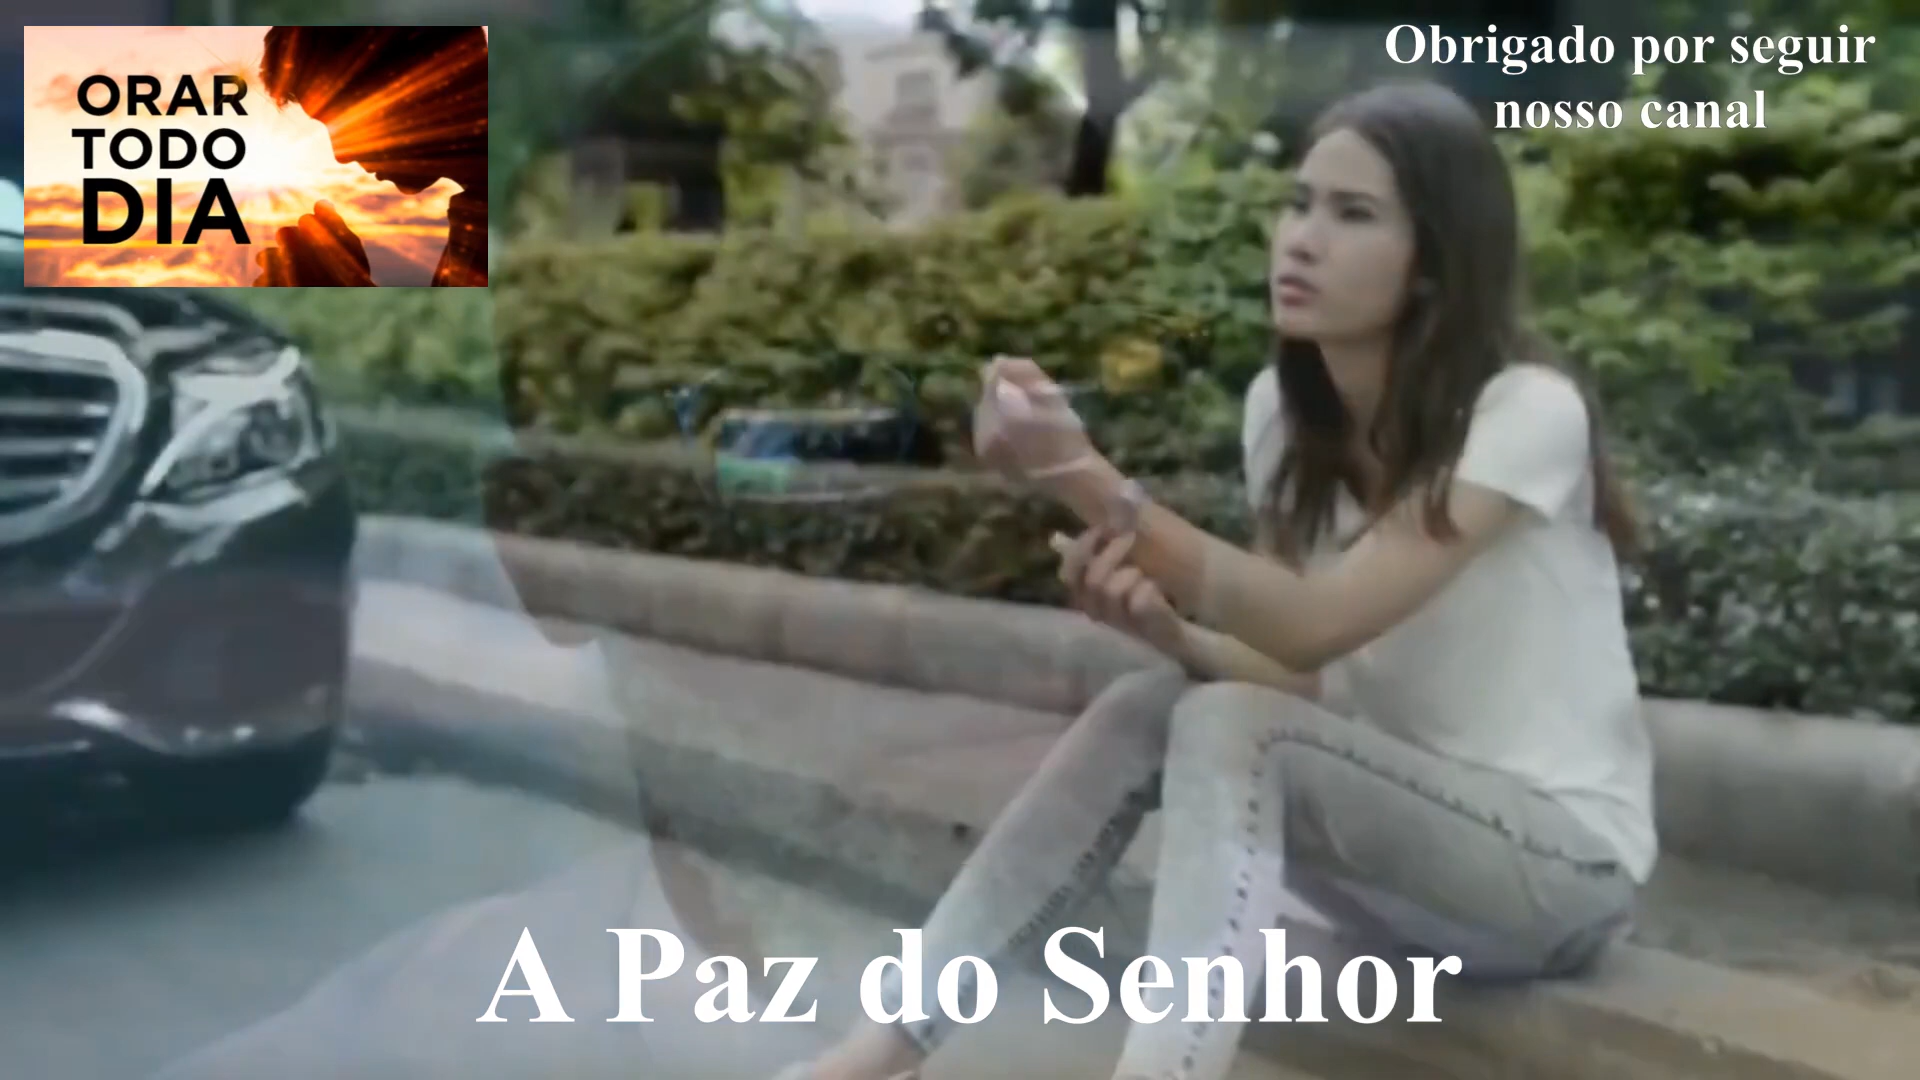 ORAR
TODO
DIA
Obrigado por seguir
nosso canal
A Paz do Senhor